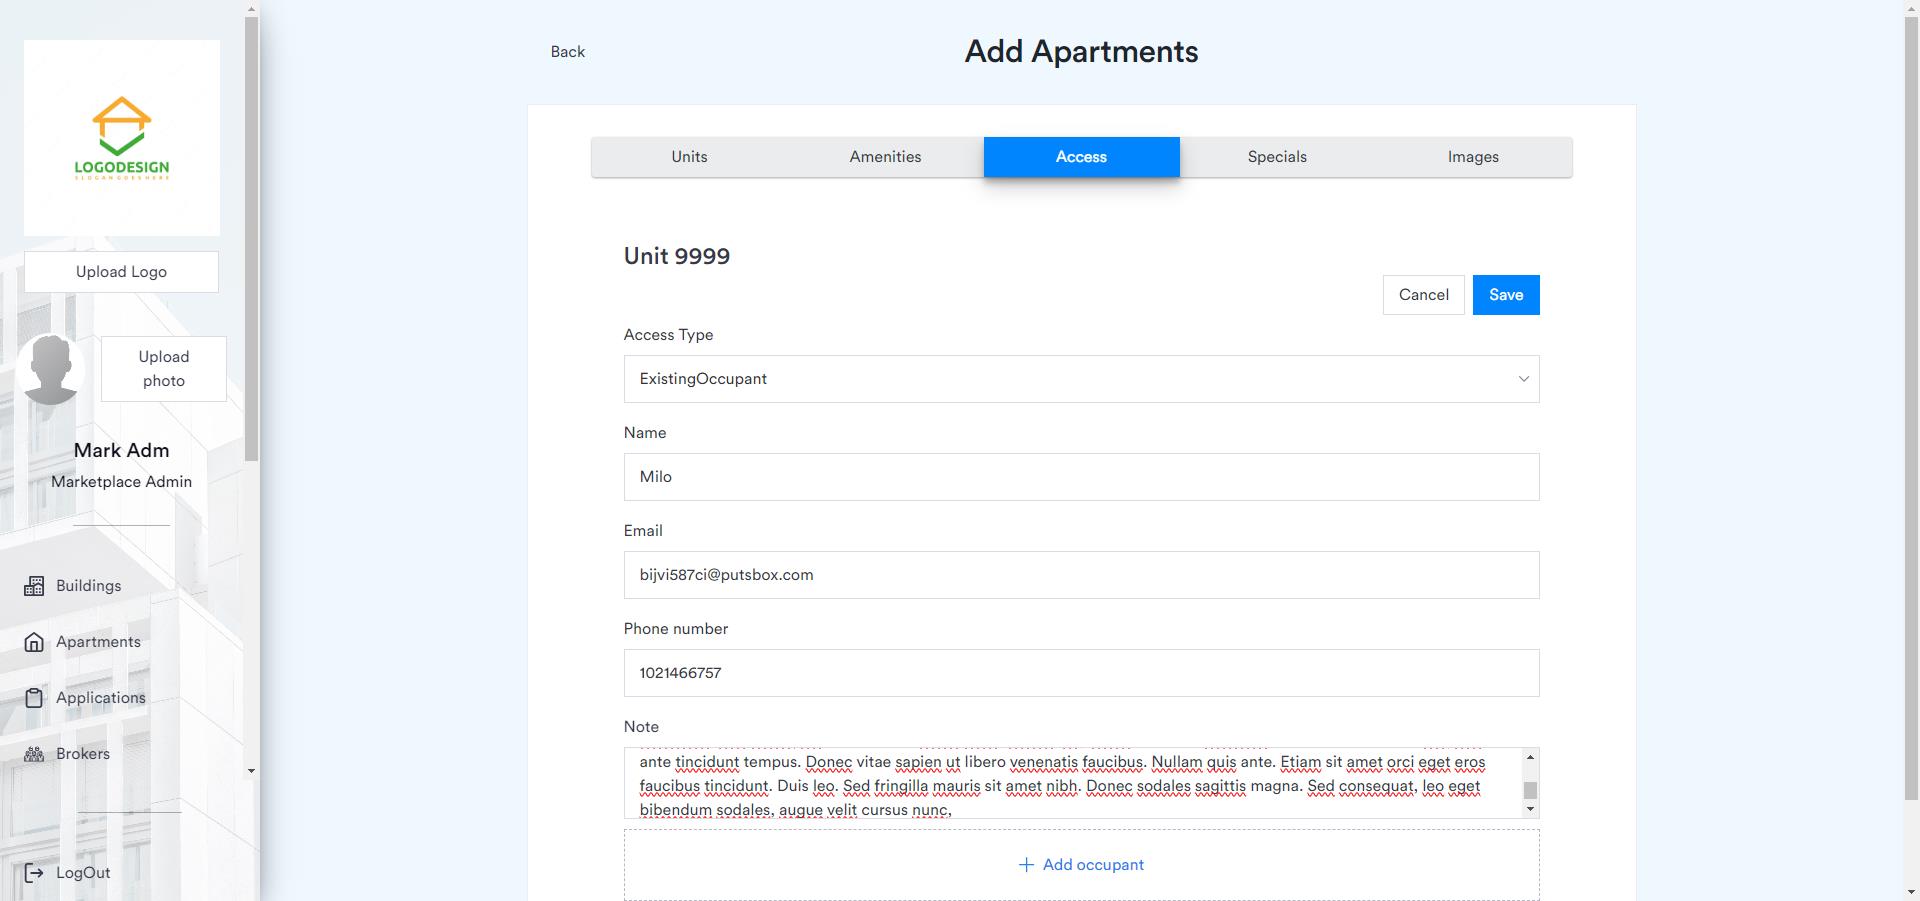 LOGODESIGN
SLOGAN GOES HERE
Upload Logo
Upload
photo
Mark Adm
Marketplace Admin
Buildings
Apartments
Applications
Brokers
LogOut
Back
Add Apartments
Units
Amenities
Access
Specials
Images
Unit 9999
Cancel
Save
Access Type
ExistingOccupant
Name
Milo
Email
bijvi587ci@putsbox.com
Phone number
1021466757
Note
ante tincidunt tempus. Donec vitae sapien ut libero venenatis faucibus. Nullam quis ante. Etiam sit amet orci eget eros
faucibus tincidunt. Duis leo. Sed fringilla mauris sit amet nibh. Donec sodales sagittis magna. Sed consequat, leo eget
bibendum sodales, augue velit cursus nunc,
Add occupant